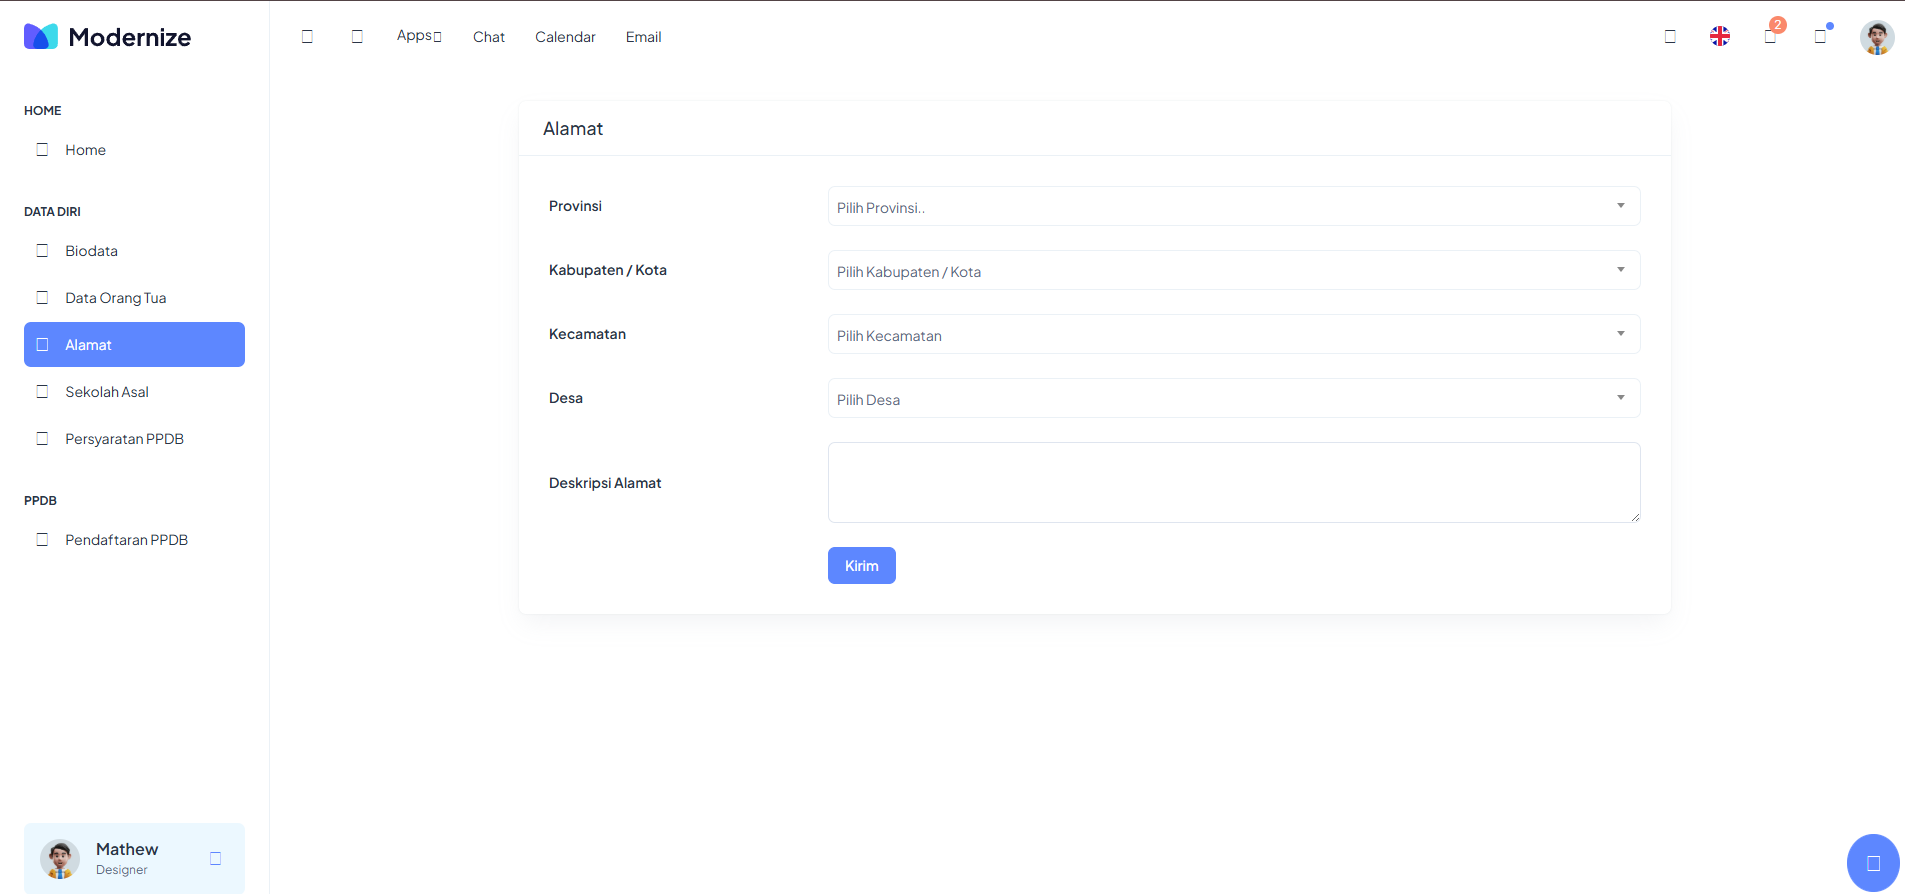 Modernize
Apps
Chat
Calendar
Email
2
HOME
Home
DATA DIRI
Biodata
Data Orang Tua
Alamat
Sekolah Asal
Persyaratan PPDB
PPDB
Pendaftaran PPDB
Mathew
Designer
Alamat
Provinsi
Pilih Provinsi..
Kabupaten / Kota
Pilih Kabupaten / Kota
Kecamatan
Pilih Kecamatan
Desa
Pilih Desa
Deskripsi Alamat
Kirim